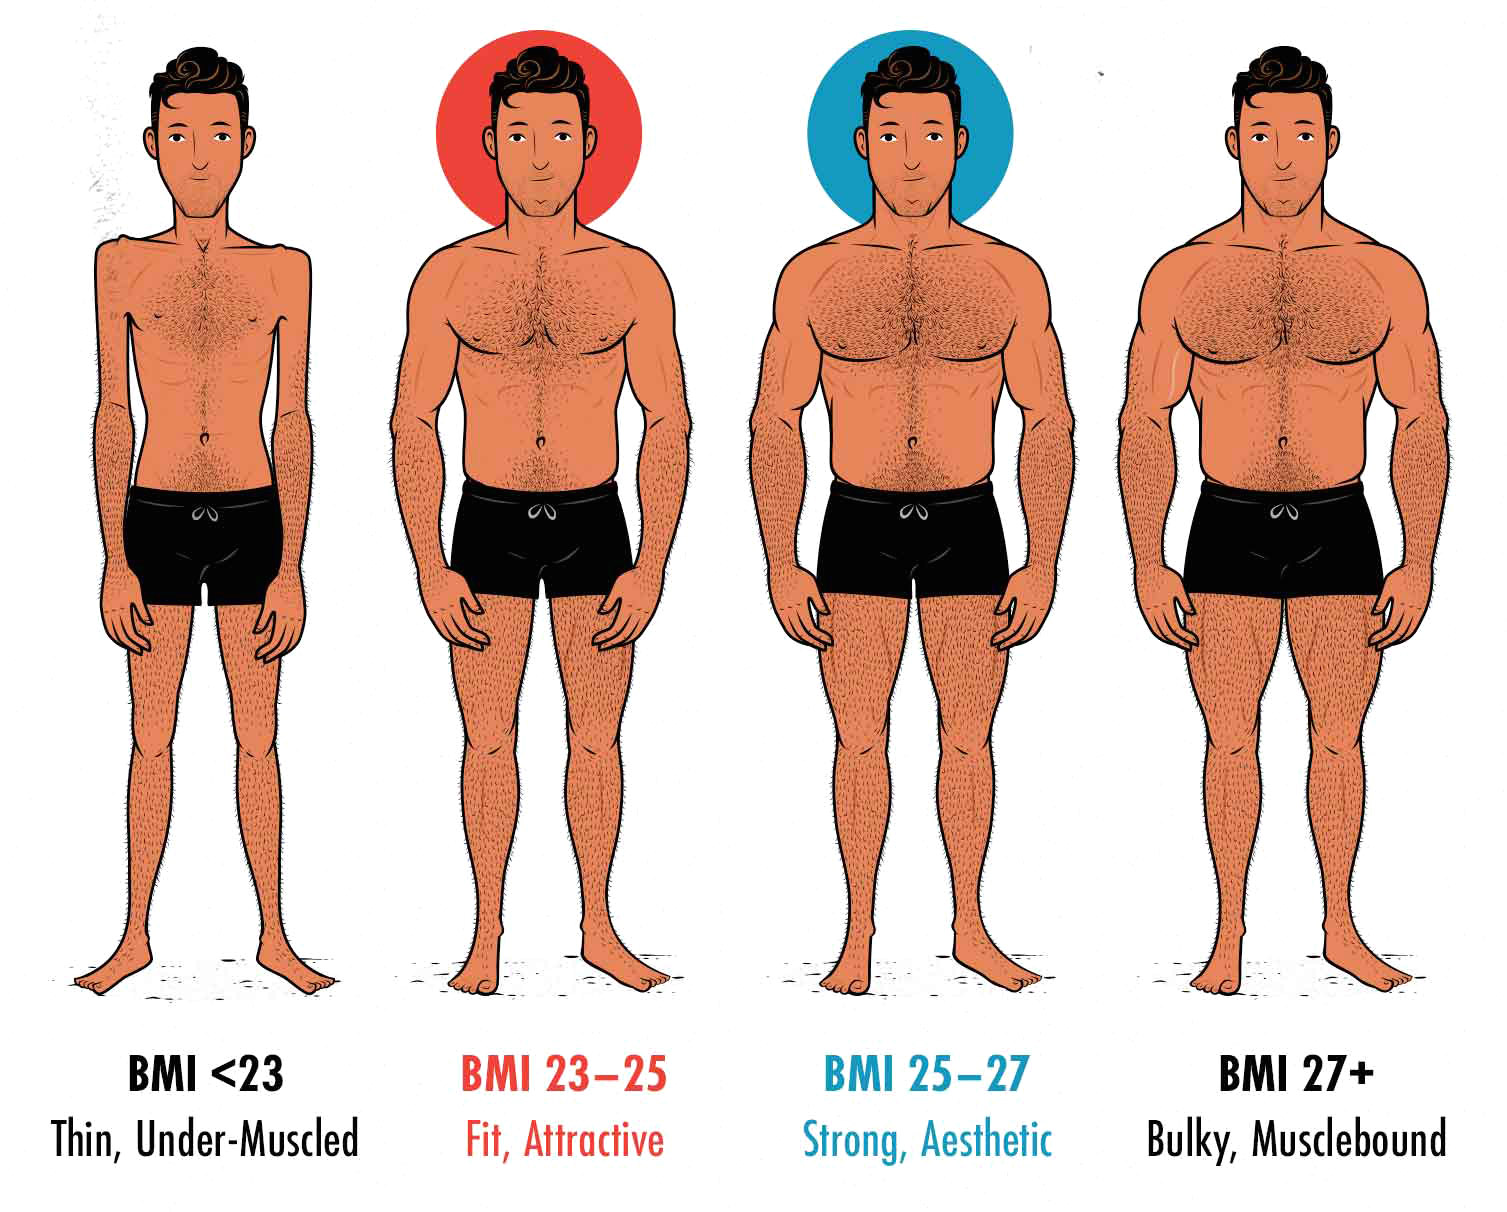 BMI <23
Thin, Under-Muscled
BMI 23–25
Fit, Attractive
BMI 25–27
Strong, Aesthetic
BMI 27+
Bulky, Musclebound